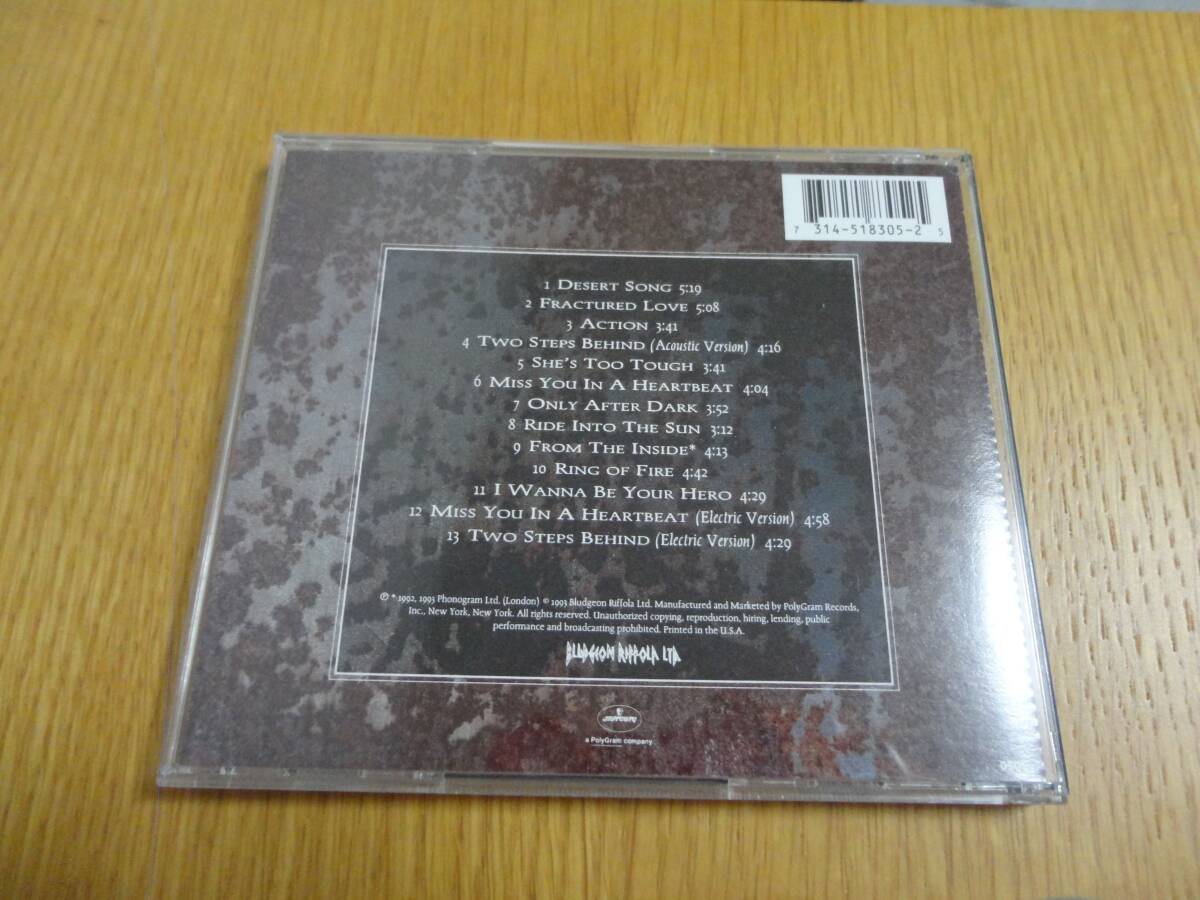 7 314-518305-2 5
1 DESERT SONG 5:19
2 FRACTURED LOVE 5:08
3 ACTION 3:41
4 TWO STEPS BEHIND (Acoustic Version) 4:16
5 SHE'S TOO TOUGH 3:41
6 MISS YOU IN A HEARTBEAT 4:04
7 ONLY AFTER DARK 3:52
8 RIDE INTO THE SUN 3:12
9 FROM THE INSIDE* 4:13
10 RING OF FIRE 4:42
11 I WANNA BE YOUR HERO 4:29
12 MISS YOU IN A HEARTBEAT (Electric Version) 4:58
13 TWO STEPS BEHIND (Electric Version) 4:29
℗ * 1992, 1993 Phonogram Ltd. (London) © 1993 Bludgeon Riffola Ltd. Manufactured and Marketed by PolyGram Records,
Inc., New York, New York. All rights reserved. Unauthorized copying, reproduction, hiring, lending, public
performance and broadcasting prohibited. Printed in the U.S.A.
BLUDGEON RIFFOLA LTD
mercury
a PolyGram company